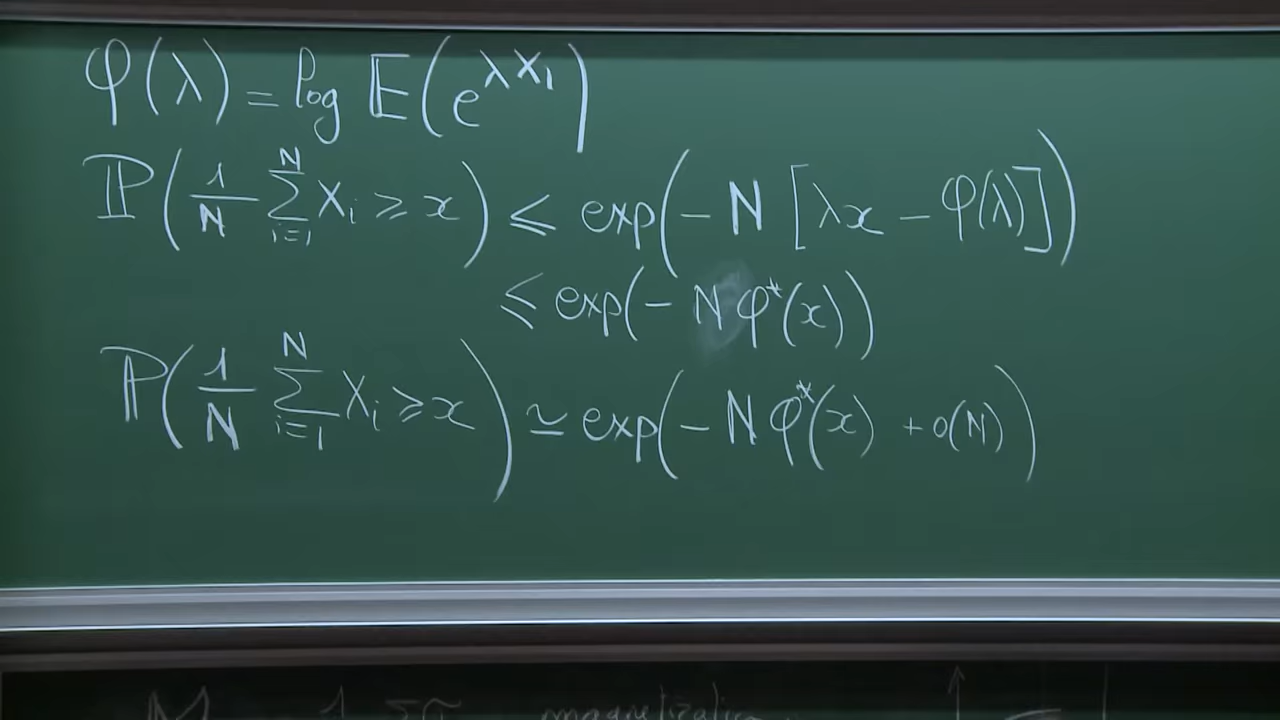 φ(λ) = log 𝔼(e^{λX₁})
ℙ(1/N ∑_{i=1}^{N} X_i ⩾ x) ⩽ exp(− N [λx − φ(λ)])
⩽ exp(− N φ*(x))
ℙ(1/N ∑_{i=1}^{N} X_i ⩾ x) ≃ exp(− N φ*(x) + o(N))